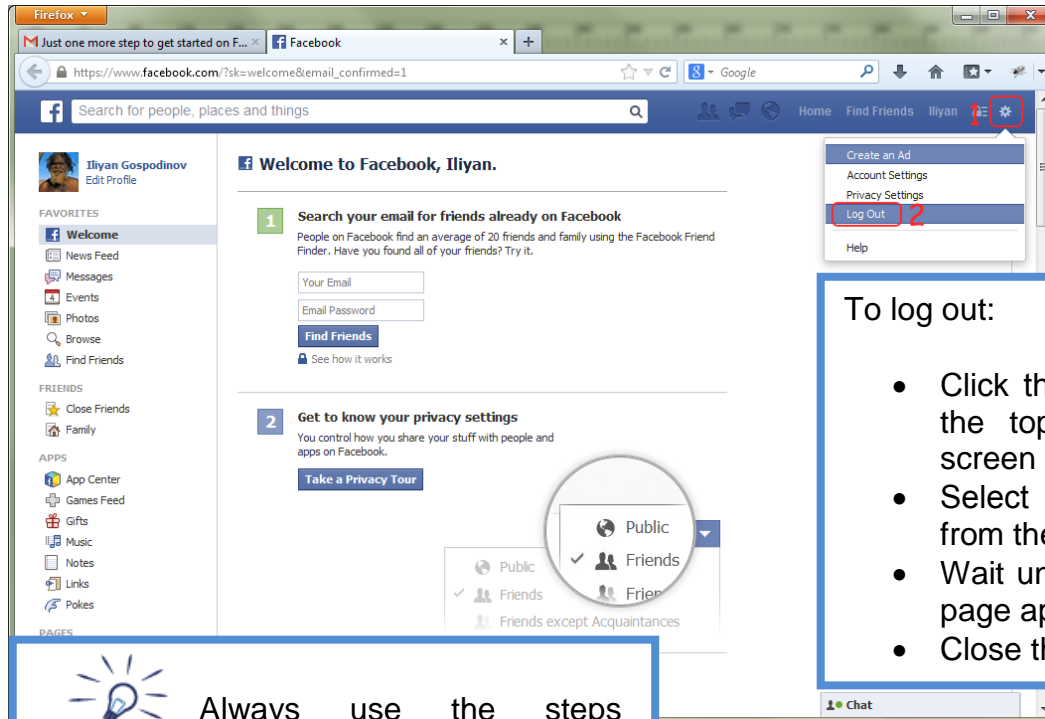 Firefox
Just one more step to get started on F...
Facebook
https://www.facebook.com/?sk=welcome&email_confirmed=1
Google
Search for people, places and things
Home Find Friends Iliyan
1
Iliyan Gospodinov
Edit Profile
FAVORITES
Welcome
News Feed
Messages
4 Events
Photos
Browse
Find Friends
FRIENDS
Close Friends
Family
APPS
App Center
Games Feed
Gifts
Music
Notes
Links
Pokes
PAGES
Welcome to Facebook, Iliyan.
1
Search your email for friends already on Facebook
People on Facebook find an average of 20 friends and family using the Facebook Friend
Finder. Have you found all of your friends? Try it.
Your Email
Email Password
Find Friends
See how it works
2
Get to know your privacy settings
You control how you share your stuff with people and
apps on Facebook.
Take a Privacy Tour
Public
Friends
Public
Friends
Friends except Acquaintances
Create an Ad
Account Settings
Privacy Settings
Log Out 2
Help
To log out:
• Click
the top
screen
• Select
from
• Wait
page
• Close
Chat
Always use the steps